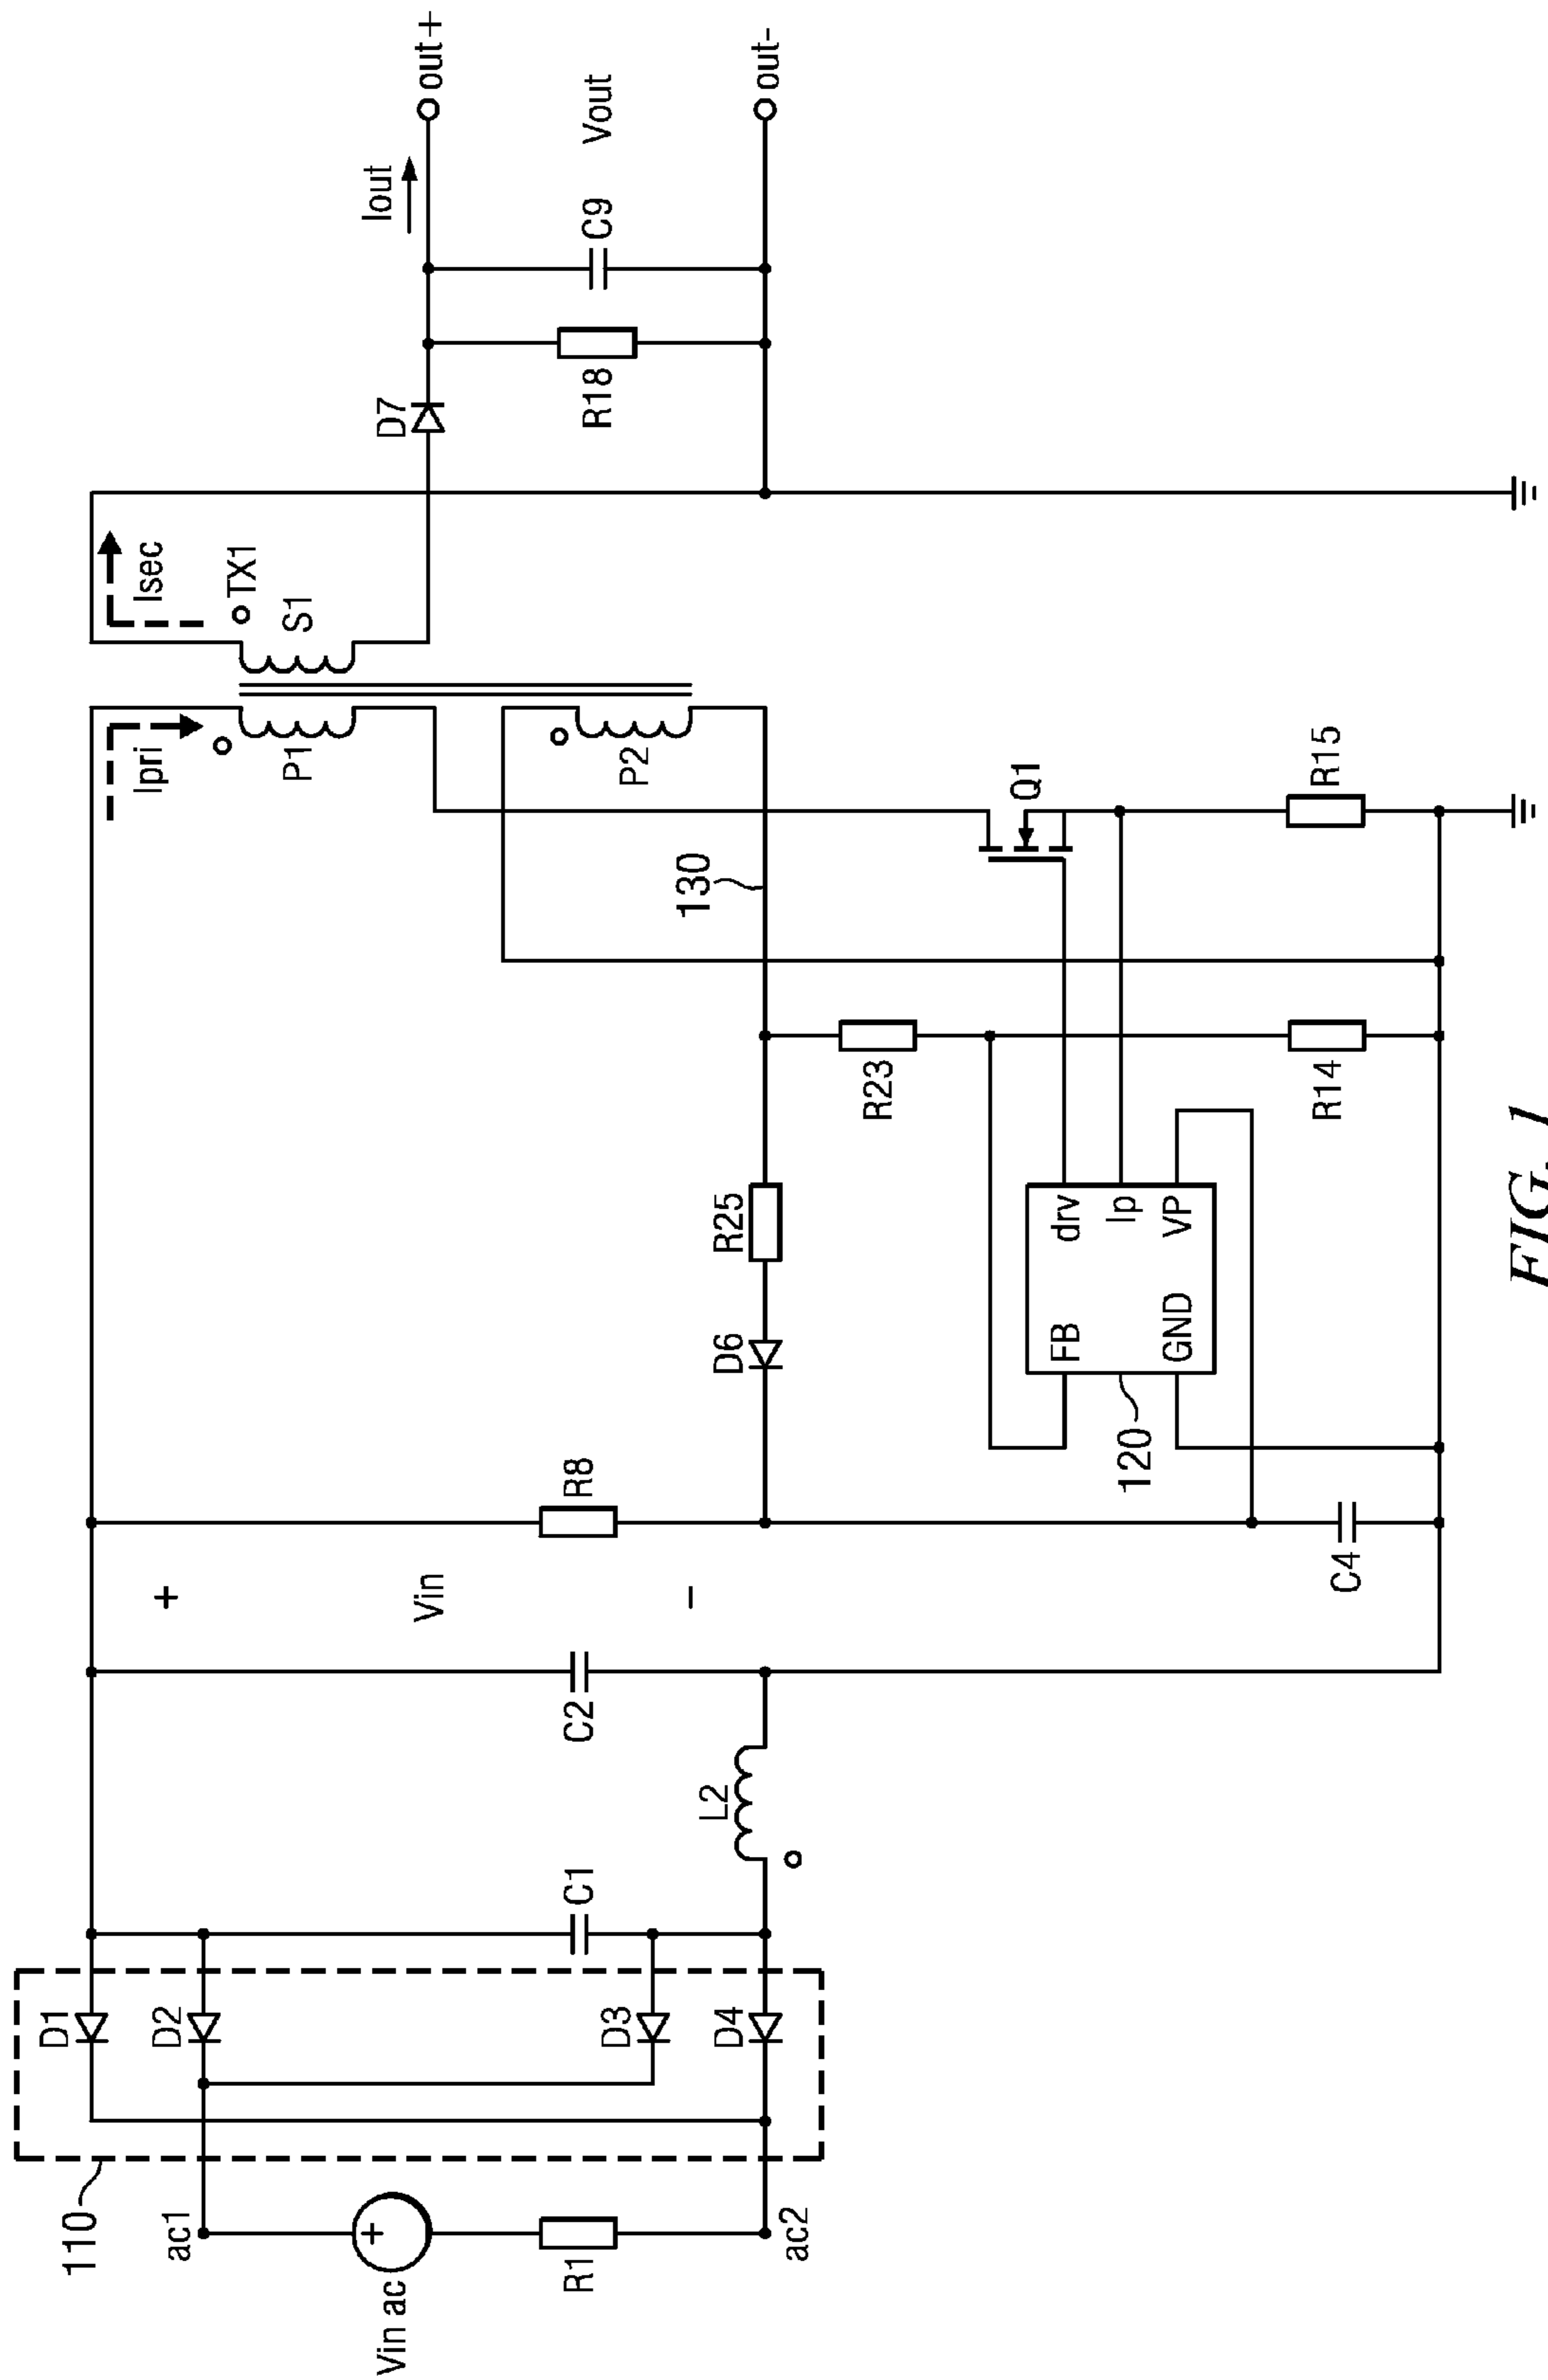 110
ac1
Vin ac
+
R1
ac2
D1
D2
D3
D4
C1
L2
C2
+
Vin
−
R8
C4
D6
R25
120
FB
GND
drv
Ip
VP
R23
R14
130
Q1
R15
Ipri
P1
P2
Isec
TX1
S1
D7
R18
C9
Iout
Vout
out+
out-
FIG. 1